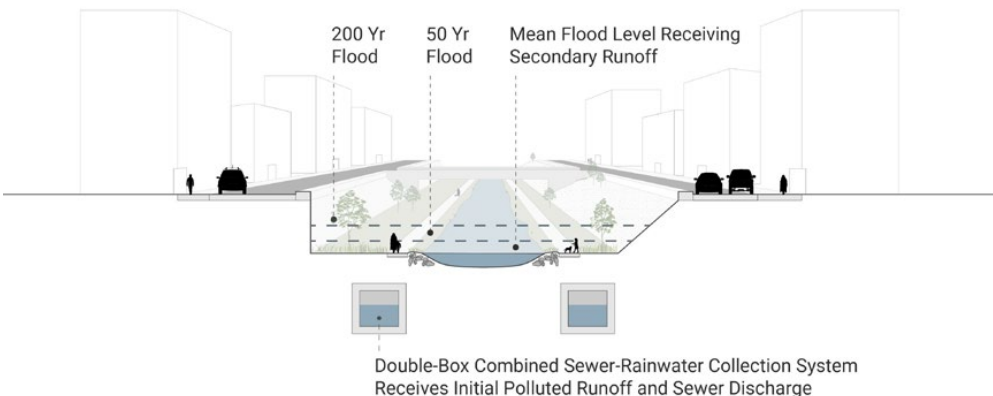 200 Yr
Flood
50 Yr
Flood
Mean Flood Level Receiving
Secondary Runoff
Double-Box Combined Sewer-Rainwater Collection System
Receives Initial Polluted Runoff and Sewer Discharge